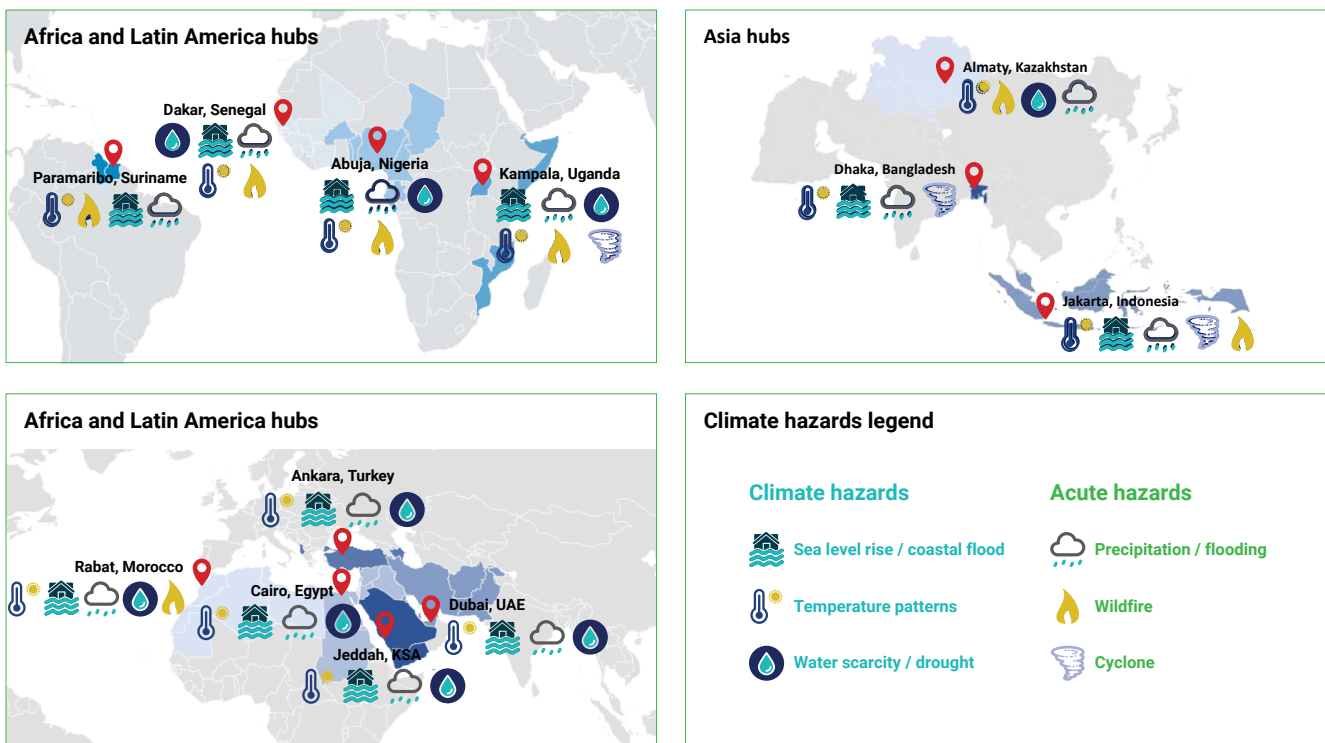 Africa and Latin America hubs
Dakar, Senegal
Abuja, Nigeria
Paramaribo, Suriname
Kampala, Uganda
Asia hubs
Almaty, Kazakhstan
Dhaka, Bangladesh
Jakarta, Indonesia
Africa and Latin America hubs
Ankara, Turkey
Rabat, Morocco
Cairo, Egypt
Dubai, UAE
Jeddah, KSA
Climate hazards legend
Climate hazards
Sea level rise / coastal flood
Temperature patterns
Water scarcity / drought
Acute hazards
Precipitation / flooding
Wildfire
Cyclone